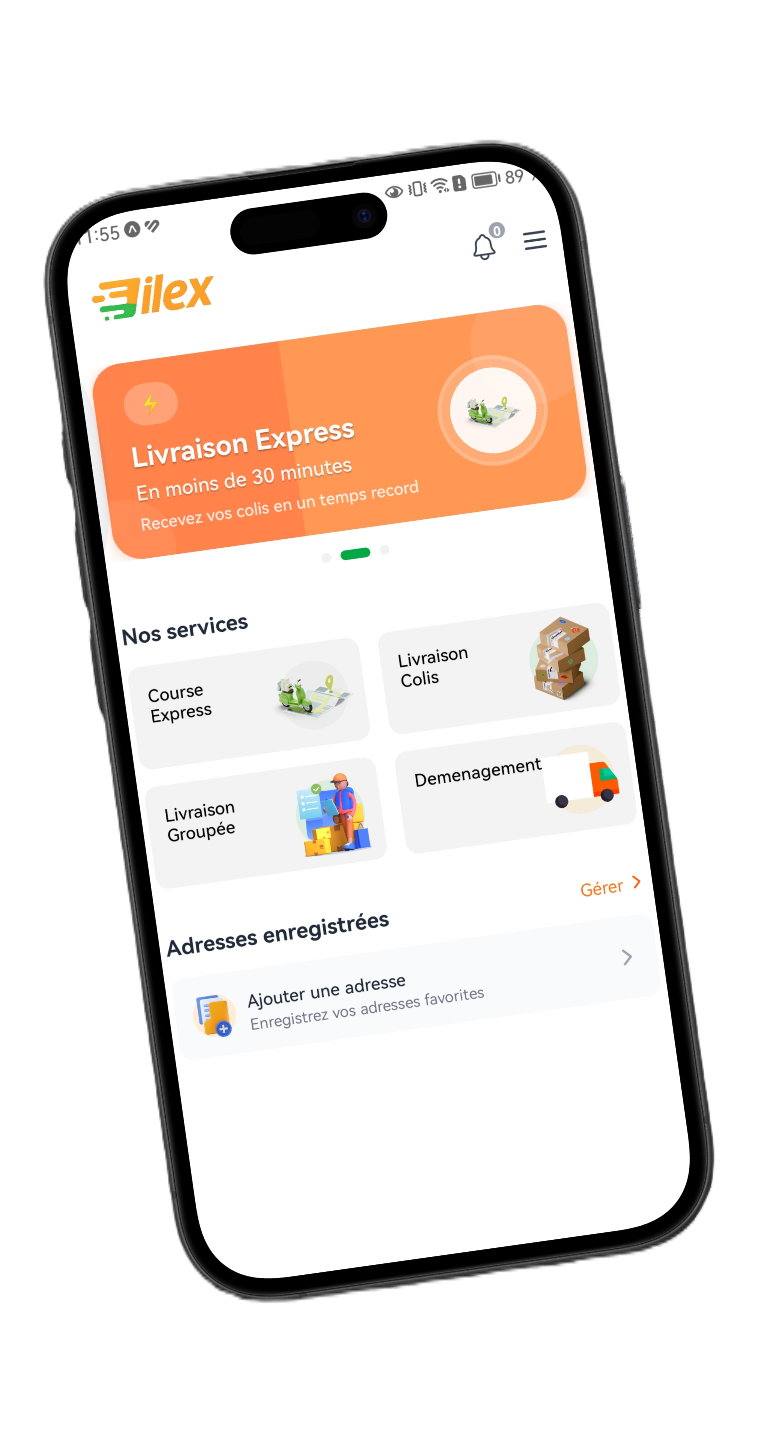 11:55
89
0
ilex
Livraison Express
En moins de 30 minutes
Recevez vos colis en un temps record
Nos services
Course
Express
Livraison
Colis
Livraison
Groupée
Demenagement
Gérer
Adresses enregistrées
Ajouter une adresse
Enregistrez vos adresses favorites